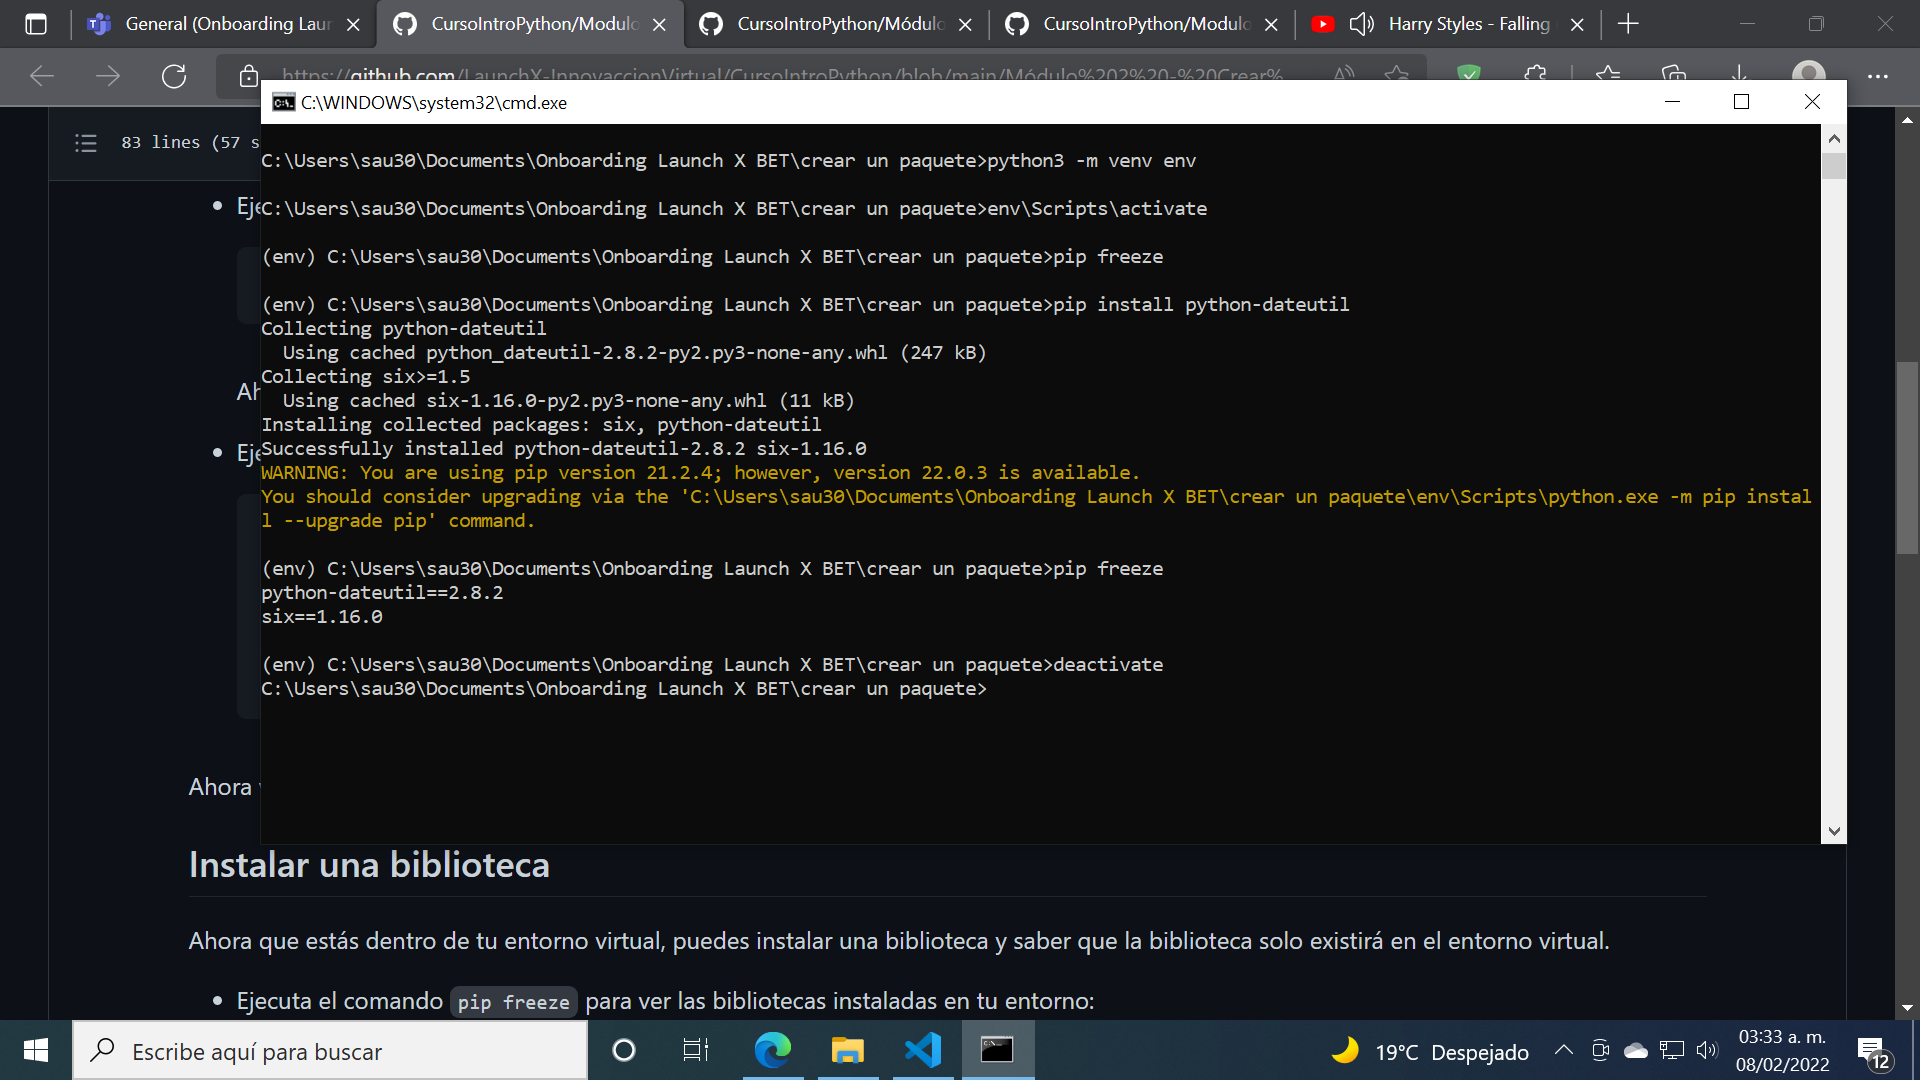 General (Onboarding Laun
CursoIntroPython/Modulo
CursoIntroPython/Módulo
CursoIntroPython/Modulo
Harry Styles - Falling
https://github.com/LaunchX-InnovaccionVirtual/CursoIntroPython/blob/main/Módulo%202%20-%20Crear%
C:\WINDOWS\system32\cmd.exe
83 lines (57 s
C:\Users\sau30\Documents\Onboarding Launch X BET\crear un paquete>python3 -m venv env
Eje
C:\Users\sau30\Documents\Onboarding Launch X BET\crear un paquete>env\Scripts\activate
(env) C:\Users\sau30\Documents\Onboarding Launch X BET\crear un paquete>pip freeze
(env) C:\Users\sau30\Documents\Onboarding Launch X BET\crear un paquete>pip install python-dateutil
Collecting python-dateutil
Using cached python_dateutil-2.8.2-py2.py3-none-any.whl (247 kB)
Collecting six>=1.5
Ah
Using cached six-1.16.0-py2.py3-none-any.whl (11 kB)
Installing collected packages: six, python-dateutil
Eje
Successfully installed python-dateutil-2.8.2 six-1.16.0
WARNING: You are using pip version 21.2.4; however, version 22.0.3 is available.
You should consider upgrading via the 'C:\Users\sau30\Documents\Onboarding Launch X BET\crear un paquete\env\Scripts\python.exe -m pip instal
l --upgrade pip' command.
(env) C:\Users\sau30\Documents\Onboarding Launch X BET\crear un paquete>pip freeze
python-dateutil==2.8.2
six==1.16.0
(env) C:\Users\sau30\Documents\Onboarding Launch X BET\crear un paquete>deactivate
C:\Users\sau30\Documents\Onboarding Launch X BET\crear un paquete>
Ahora
Instalar una biblioteca
Ahora que estás dentro de tu entorno virtual, puedes instalar una biblioteca y saber que la biblioteca solo existirá en el entorno virtual.
Ejecuta el comando pip freeze para ver las bibliotecas instaladas en tu entorno:
Escribe aquí para buscar
19°C Despejado
03:33 a. m.
08/02/2022
12